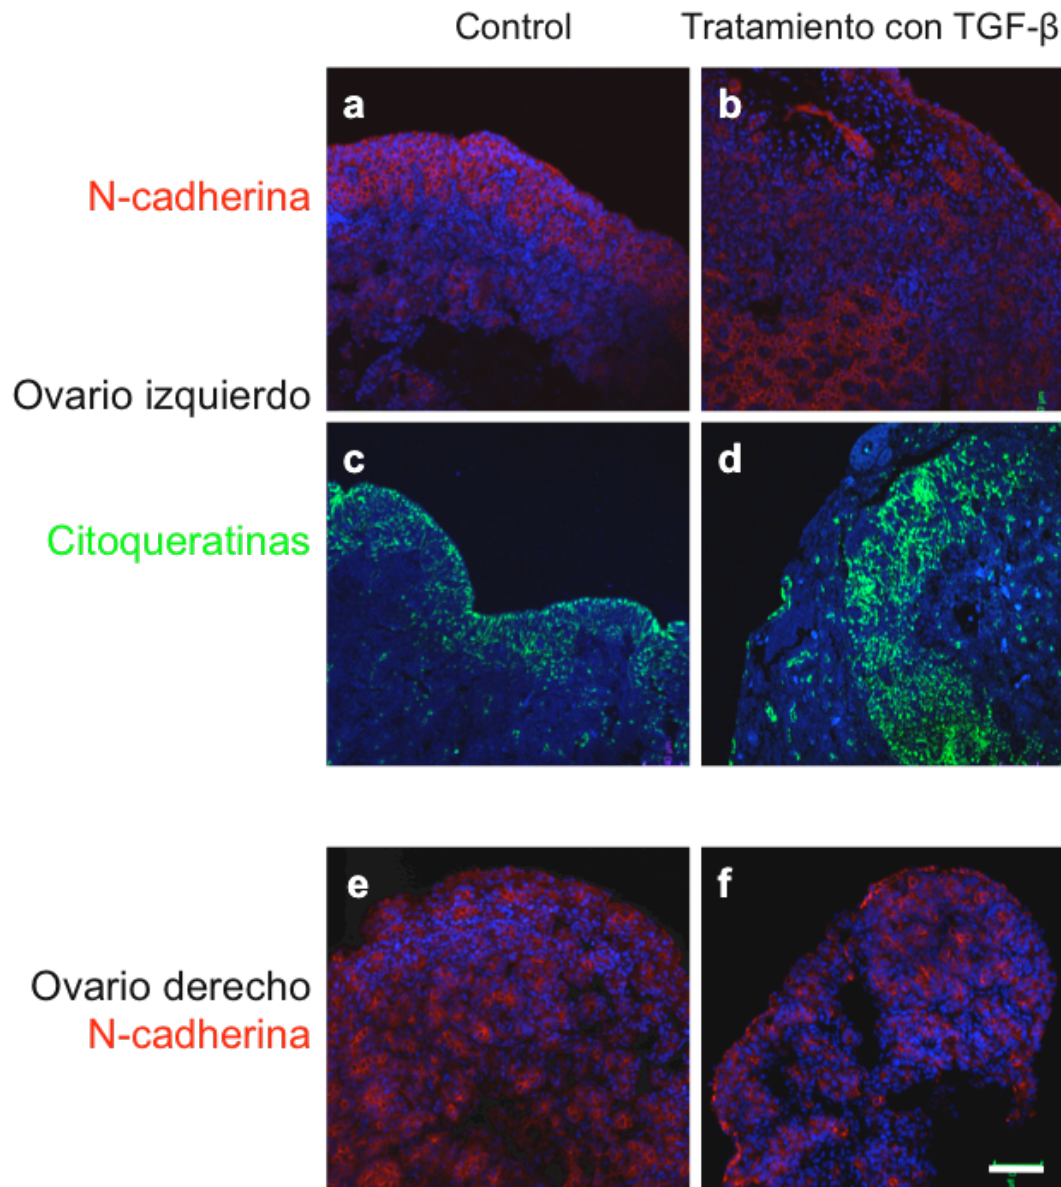 Control
Tratamiento con TGF-β
a
b
N-cadherina
Ovario izquierdo
c
d
Citoqueratinas
e
f
Ovario derecho
N-cadherina